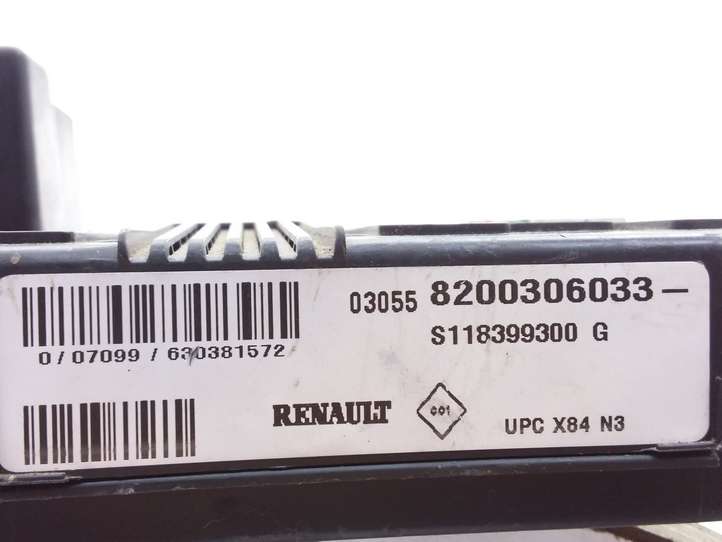 03055 8200306033-
S118399300 G
0/07099/630381572
RENAULT 001 UPC X84 N3